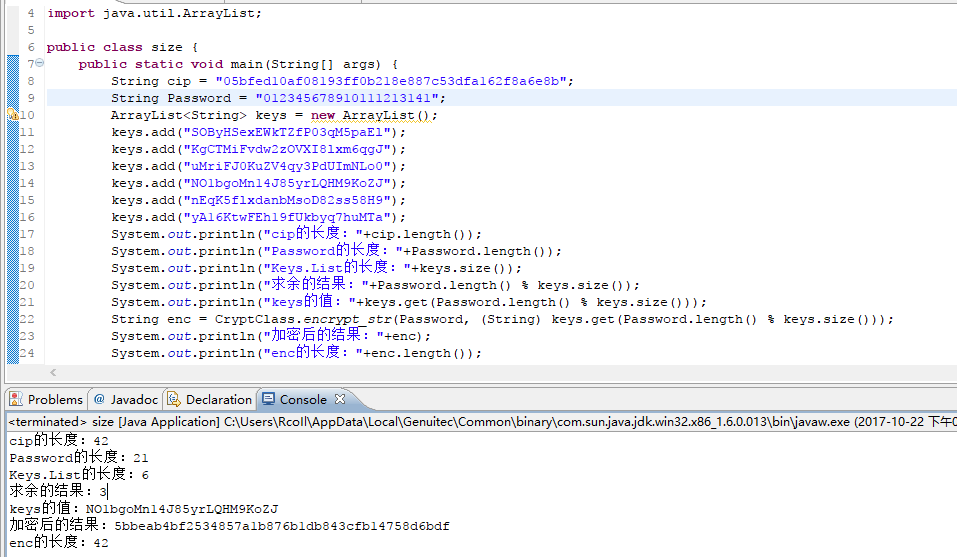 4 import java.util.ArrayList;
5
6 public class size {
7 public static void main(String[] args) {
8 String cip = "05bfed10af08193ff0b218e887c53dfa162f8a6e8b";
9 String Password = "012345678910111213141";
10 ArrayList<String> keys = new ArrayList();
11 keys.add("SOByHSexEWkTZfP03qM5paEl");
12 keys.add("KgCTMiFvdw2zOVXI8lxm6qgJ");
13 keys.add("uMriFJ0KuZV4qy3PdUImNLo0");
14 keys.add("NO1bgoMn14J85yrLQHM9KoZJ");
15 keys.add("nEqK5flxdanbMsoD82ss58H9");
16 keys.add("yA16KtwFEh19fUkbyq7huMTa");
17 System.out.println("cip的长度："+cip.length());
18 System.out.println("Password的长度："+Password.length());
19 System.out.println("Keys.List的长度："+keys.size());
20 System.out.println("求余的结果："+Password.length() % keys.size());
21 System.out.println("keys的值："+keys.get(Password.length() % keys.size()));
22 String enc = CryptClass.encrypt_str(Password, (String) keys.get(Password.length() % keys.size()));
23 System.out.println("加密后的结果："+enc);
24 System.out.println("enc的长度："+enc.length());
Problems @ Javadoc Declaration Console
<terminated> size [Java Application] C:\Users\Rcoll\AppData\Local\Genuitec\Common\binary\com.sun.java.jdk.win32.x86_1.6.0.013\bin\javaw.exe (2017-10-22 下午
cip的长度：42
Password的长度：21
Keys.List的长度：6
求余的结果：3
keys的值：NO1bgoMn14J85yrLQHM9KoZJ
加密后的结果：5bbeab4bf2534857a1b876b1db843cfb14758d6bdf
enc的长度：42